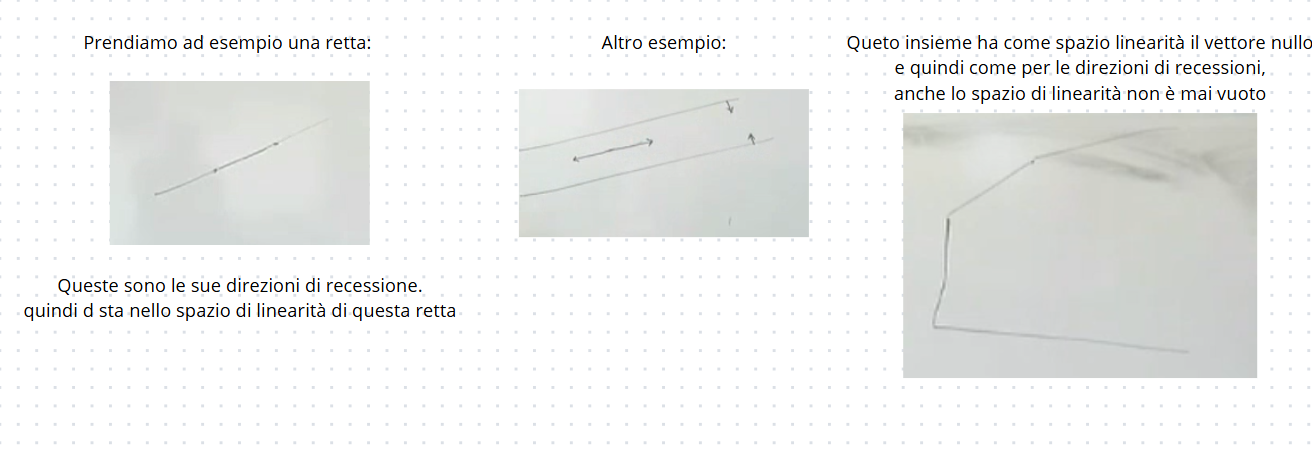 Prendiamo ad esempio una retta:
Queste sono le sue direzioni di recessione.
quindi d sta nello spazio di linearità di questa retta
Altro esempio:
Queto insieme ha come spazio linearità il vettore nullo
e quindi come per le direzioni di recessioni,
anche lo spazio di linearità non è mai vuoto